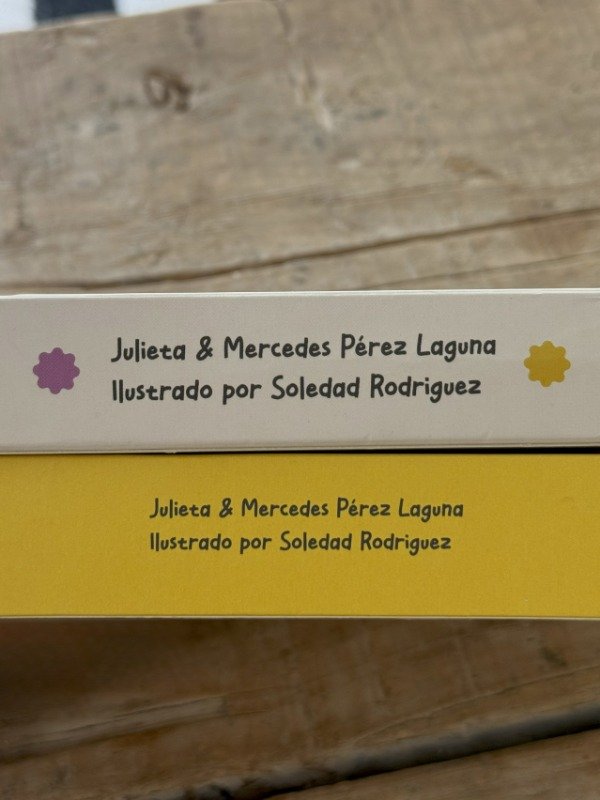 Julieta & Mercedes Pérez Laguna
Ilustrado por Soledad Rodriguez
Julieta & Mercedes Pérez Laguna
Ilustrado por Soledad Rodriguez